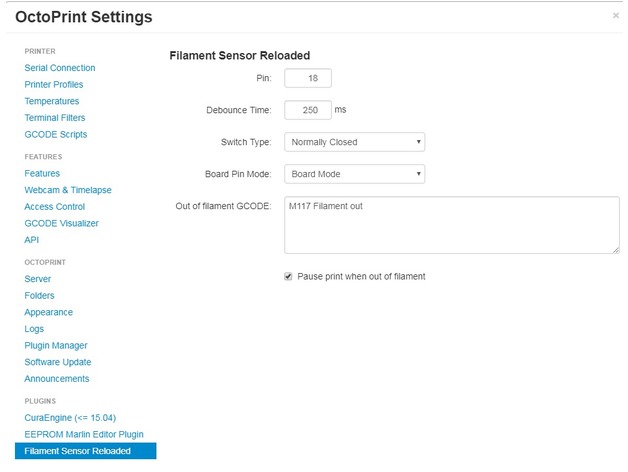 OctoPrint Settings
×
PRINTER
Serial Connection
Printer Profiles
Temperatures
Terminal Filters
GCODE Scripts
FEATURES
Features
Webcam & Timelapse
Access Control
GCODE Visualizer
API
OCTOPRINT
Server
Folders
Appearance
Logs
Plugin Manager
Software Update
Announcements
PLUGINS
CuraEngine (<= 15.04)
EEPROM Marlin Editor Plugin
Filament Sensor Reloaded
Filament Sensor Reloaded
Pin: 18
Debounce Time: 250 ms
Switch Type: Normally Closed
Board Pin Mode: Board Mode
Out of filament GCODE: M117 Filament out
Pause print when out of filament